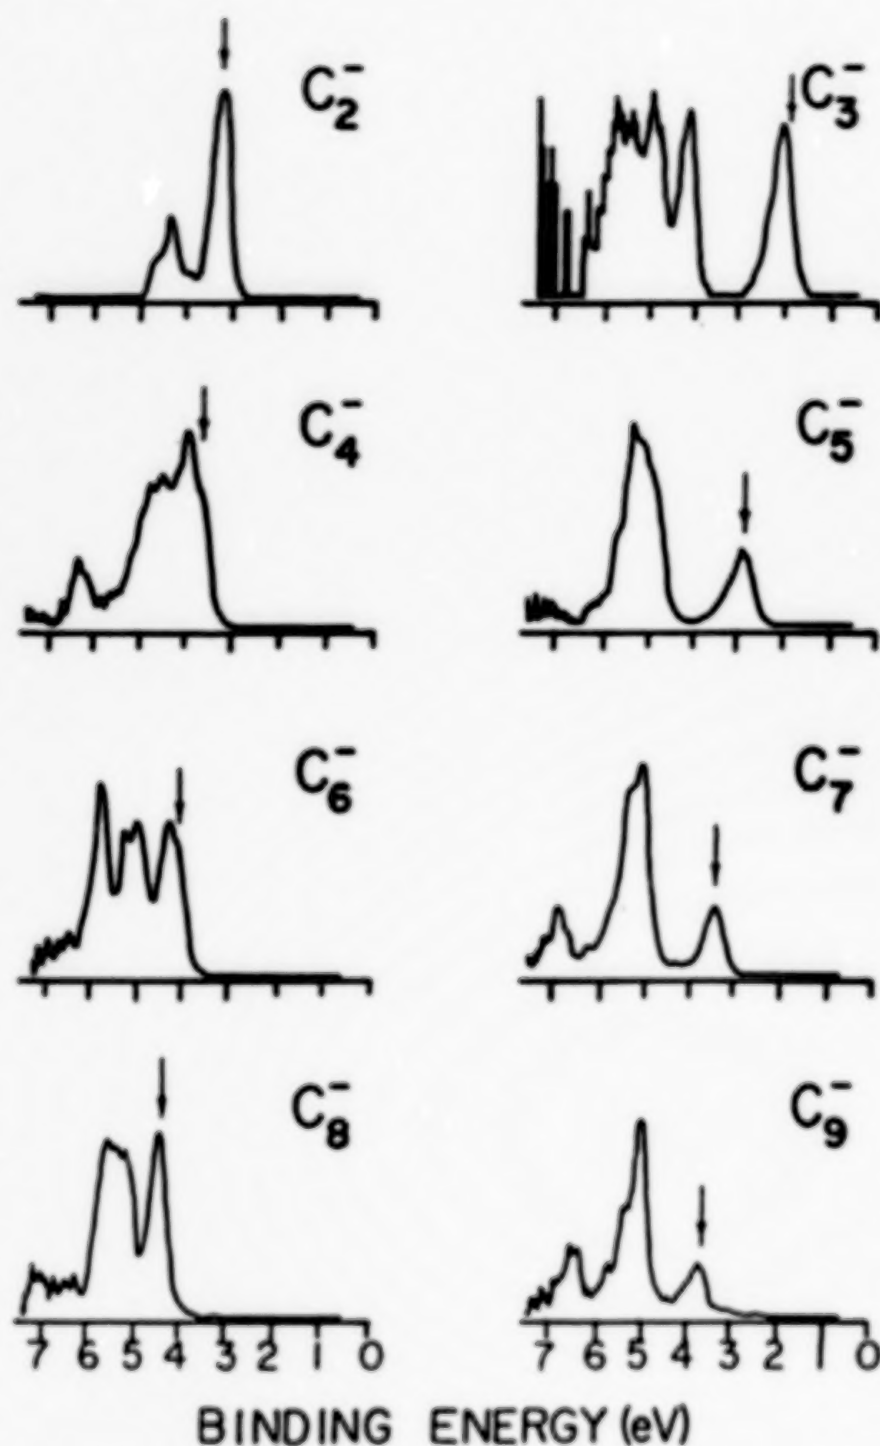 C₂⁻ C₃⁻
C₄⁻ C₅⁻
C₆⁻ C₇⁻
C₈⁻ C₉⁻
7 6 5 4 3 2 1 0 7 6 5 4 3 2 1 0
BINDING ENERGY (eV)